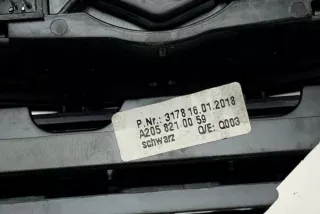 P.Nr.: 3178 16.01.2018
A205 821 00 59
schwarz Q/E: Q003